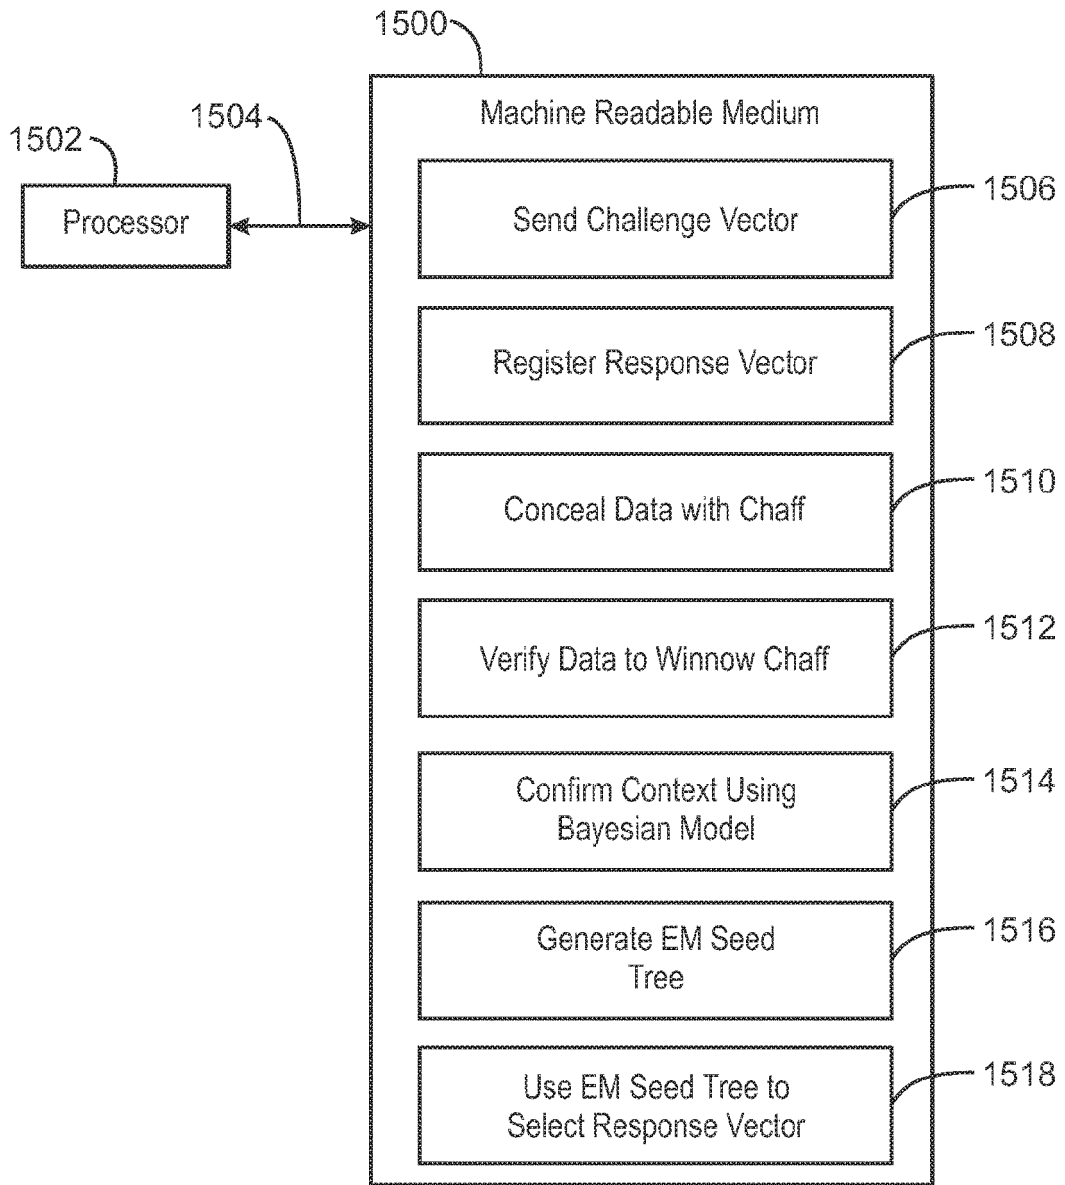 1500
Machine Readable Medium
1504
1502
Processor
Send Challenge Vector
1506
Register Response Vector
1508
Conceal Data with Chaff
1510
Verify Data to Winnow Chaff
1512
Confirm Context Using
Bayesian Model
1514
Generate EM Seed
Tree
1516
Use EM Seed Tree to
Select Response Vector
1518